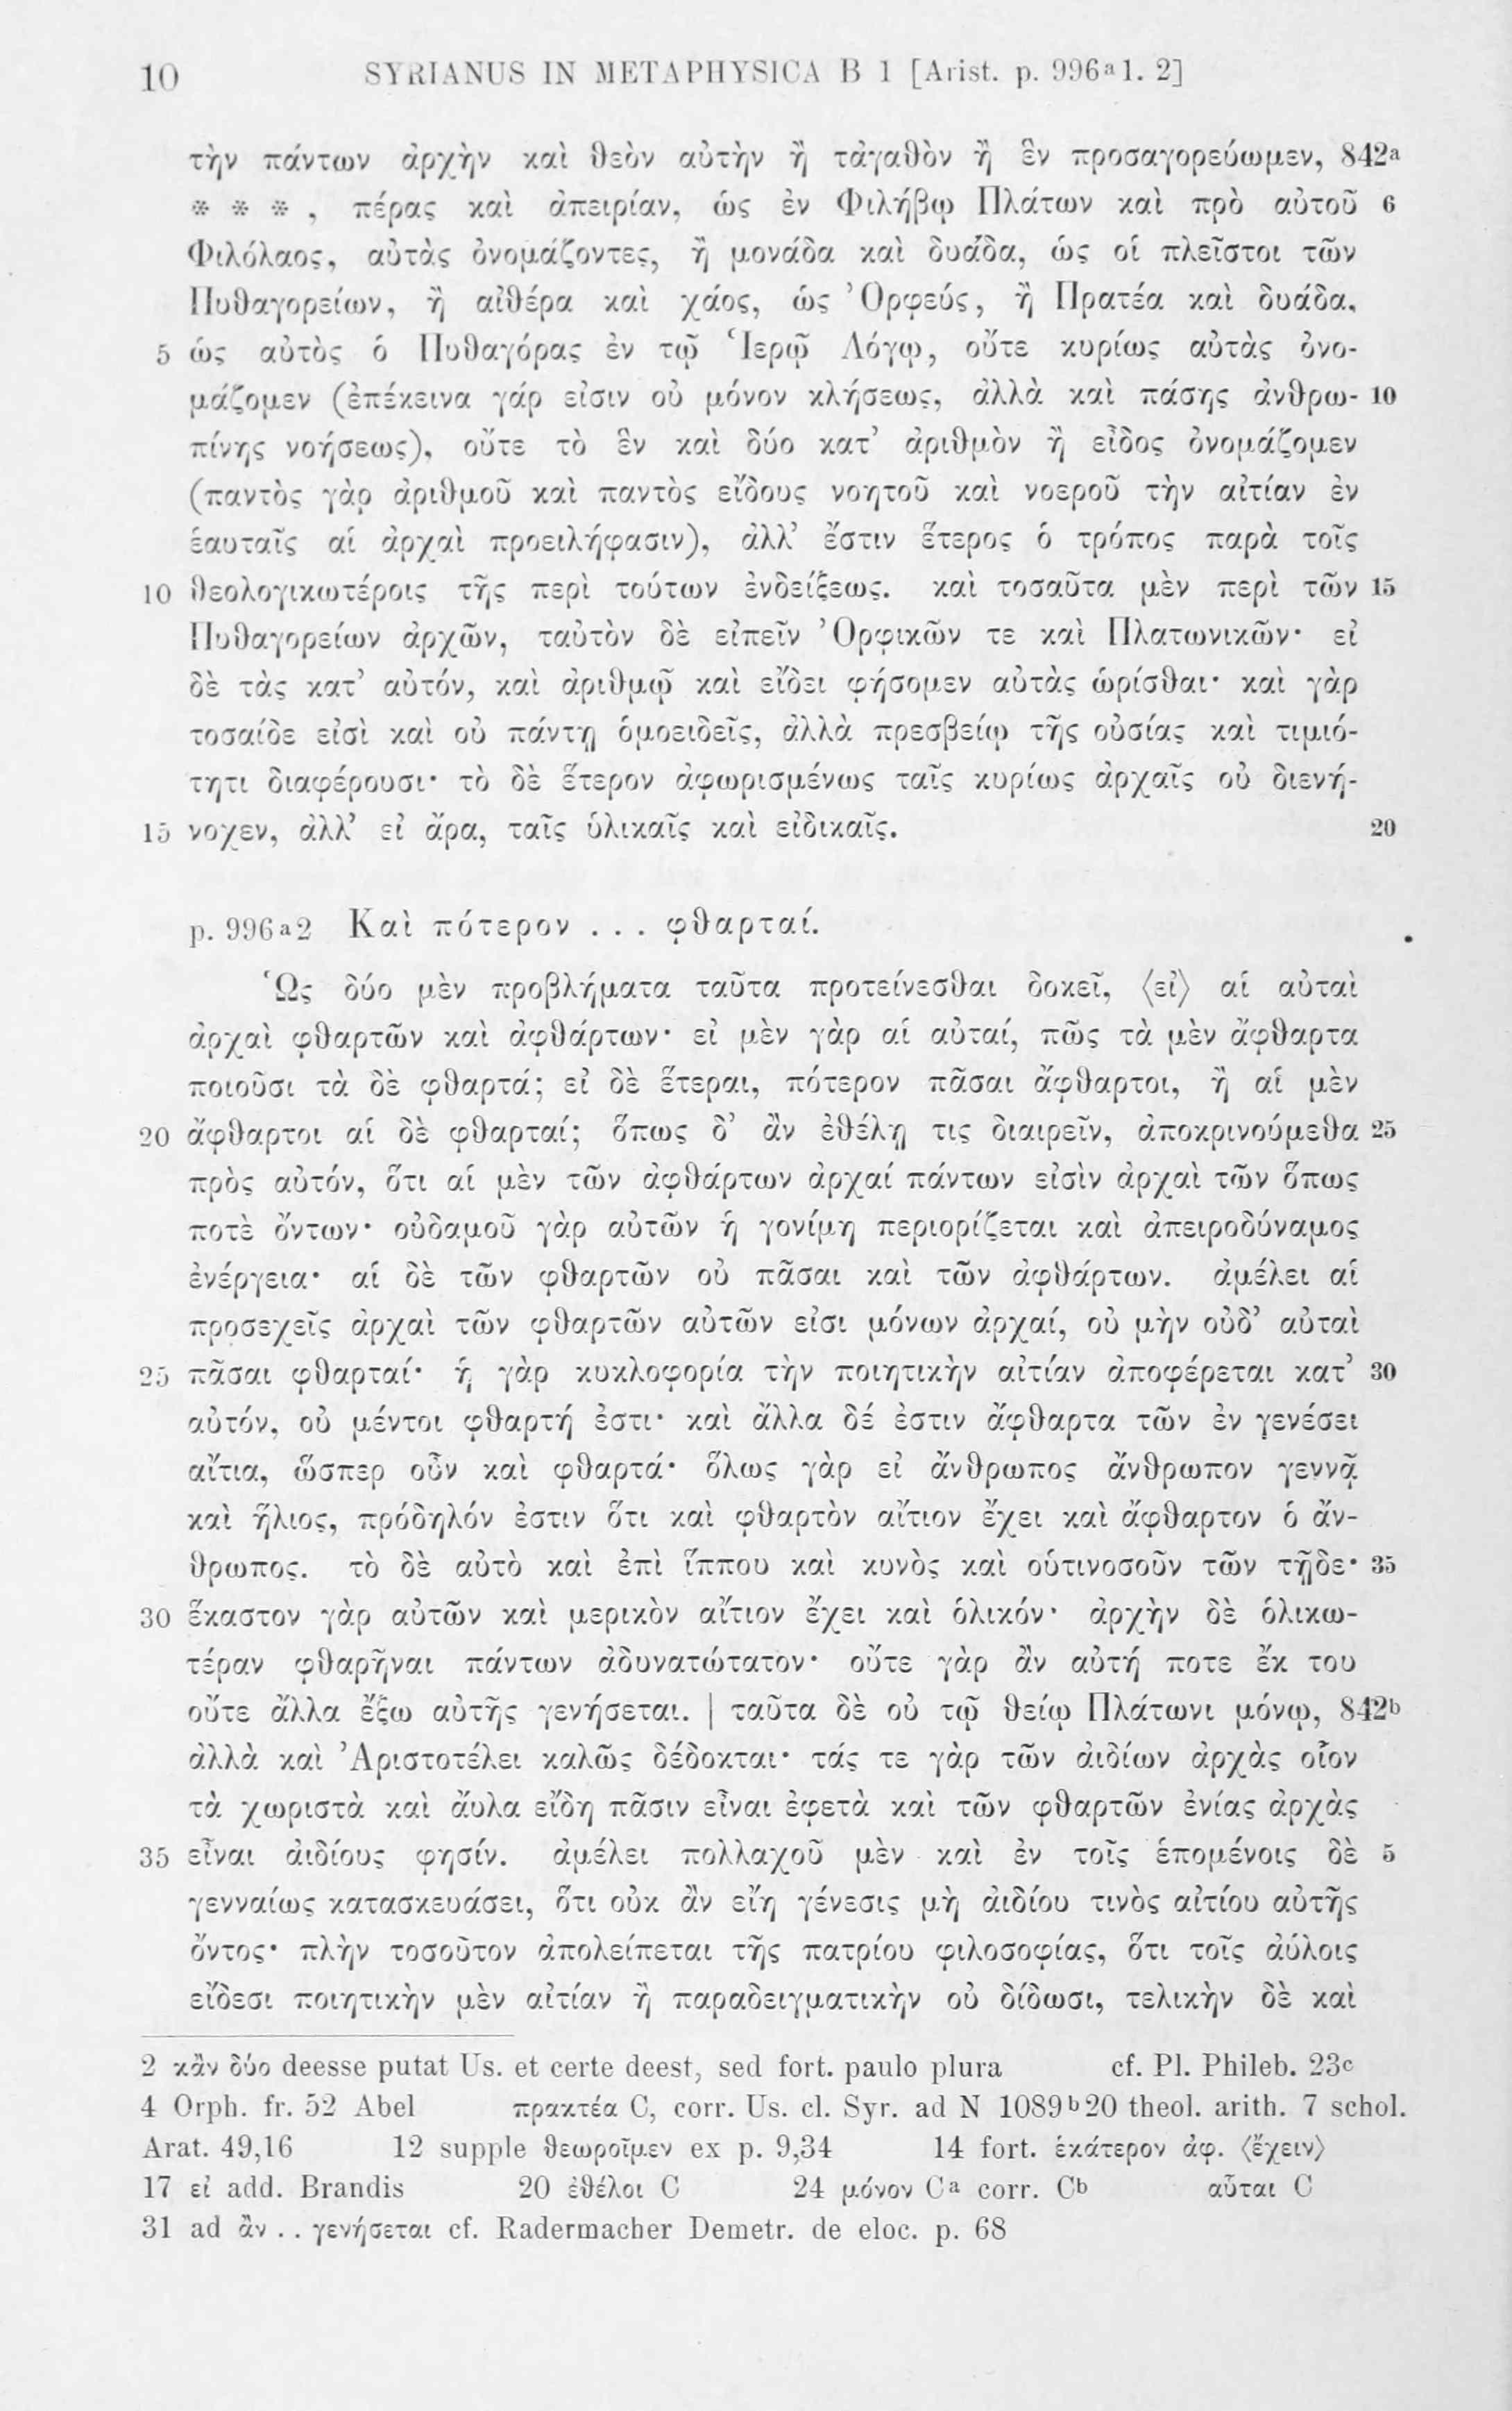 10 SYRIANUS IN METAPHYSICA B 1 [Arist. p. 996ᵃ1. 2]
τὴν πάντων ἀρχὴν καὶ θεὸν αὐτὴν ἢ τἀγαθὸν ἢ ἓν προσαγορεύωμεν, 842ᵃ
* * * , πέρας καὶ ἀπειρίαν, ὡς ἐν Φιλήβῳ Πλάτων καὶ πρὸ αὐτοῦ 6
Φιλόλαος, αὐτὰς ὀνομάζοντες, ἢ μονάδα καὶ δυάδα, ὡς οἱ πλεῖστοι τῶν
Πυθαγορείων, ἢ αἰθέρα καὶ χάος, ὡς Ὀρφεύς, ἢ Πρατέα καὶ δυάδα,
5 ὡς αὐτὸς ὁ Πυθαγόρας ἐν τῷ Ἱερῷ Λόγῳ, οὔτε κυρίως αὐτὰς ὀνο-
μάζομεν (ἐπέκεινα γάρ εἰσιν οὐ μόνον κλήσεως, ἀλλὰ καὶ πάσης ἀνθρω- 10
πίνης νοήσεως), οὔτε τὸ ἓν καὶ δύο κατ’ ἀριθμὸν ἢ εἶδος ὀνομάζομεν
(παντὸς γὰρ ἀριθμοῦ καὶ παντὸς εἴδους νοητοῦ καὶ νοεροῦ τὴν αἰτίαν ἐν
ἑαυταῖς αἱ ἀρχαὶ προειλήφασιν), ἀλλ’ ἔστιν ἕτερος ὁ τρόπος παρὰ τοῖς
10 θεολογικωτέροις τῆς περὶ τούτων ἐνδείξεως. καὶ τοσαῦτα μὲν περὶ τῶν 15
Πυθαγορείων ἀρχῶν, ταὐτὸν δὲ εἰπεῖν Ὀρφικῶν τε καὶ Πλατωνικῶν· εἰ
δὲ τὰς κατ’ αὐτόν, καὶ ἀριθμῷ καὶ εἴδει φήσομεν αὐτὰς ὡρίσθαι· καὶ γὰρ
τοσαίδε εἰσὶ καὶ οὐ πάντῃ ὁμοειδεῖς, ἀλλὰ πρεσβείῳ τῆς οὐσίας καὶ τιμιό-
τητι διαφέρουσι· τὸ δὲ ἕτερον ἀφωρισμένως ταῖς κυρίως ἀρχαῖς οὐ διενή-
15 νοχεν, ἀλλ’ εἰ ἄρα, ταῖς ὑλικαῖς καὶ εἰδικαῖς. 20
p. 996ᵃ2 Καὶ πότερον . . . φθαρταί.
Ὡς δύο μὲν προβλήματα ταῦτα προτείνεσθαι δοκεῖ, ⟨εἰ⟩ αἱ αὐταὶ
ἀρχαὶ φθαρτῶν καὶ ἀφθάρτων· εἰ μὲν γὰρ αἱ αὐταί, πῶς τὰ μὲν ἄφθαρτα
ποιοῦσι τὰ δὲ φθαρτά; εἰ δὲ ἕτεραι, πότερον πᾶσαι ἄφθαρτοι, ἢ αἱ μὲν
20 ἄφθαρτοι αἱ δὲ φθαρταί; ὅπως δ’ ἂν ἐθέλῃ τις διαιρεῖν, ἀποκρινούμεθα 25
πρὸς αὐτόν, ὅτι αἱ μὲν τῶν ἀφθάρτων ἀρχαί πάντων εἰσὶν ἀρχαὶ τῶν ὅπως
ποτὲ ὄντων· οὐδαμοῦ γὰρ αὐτῶν ἡ γονίμη περιορίζεται καὶ ἀπειροδύναμος
ἐνέργεια· αἱ δὲ τῶν φθαρτῶν οὐ πᾶσαι καὶ τῶν ἀφθάρτων. ἀμέλει αἱ
προσεχεῖς ἀρχαὶ τῶν φθαρτῶν αὐτῶν εἰσι μόνων ἀρχαί, οὐ μὴν οὐδ’ αὐταὶ
25 πᾶσαι φθαρταί· ἡ γὰρ κυκλοφορία τὴν ποιητικὴν αἰτίαν ἀποφέρεται κατ’ 30
αὐτόν, οὐ μέντοι φθαρτή ἐστι· καὶ ἄλλα δέ ἐστιν ἄφθαρτα τῶν ἐν γενέσει
αἴτια, ὥσπερ οὖν καὶ φθαρτά· ὅλως γὰρ εἰ ἄνθρωπος ἄνθρωπον γεννᾷ
καὶ ἥλιος, πρόδηλόν ἐστιν ὅτι καὶ φθαρτὸν αἴτιον ἔχει καὶ ἄφθαρτον ὁ ἄν-
θρωπος. τὸ δὲ αὐτὸ καὶ ἐπὶ ἵππου καὶ κυνὸς καὶ οὑτινοσοῦν τῶν τῇδε· 35
30 ἕκαστον γὰρ αὐτῶν καὶ μερικὸν αἴτιον ἔχει καὶ ὁλικόν· ἀρχὴν δὲ ὁλικω-
τέραν φθαρῆναι πάντων ἀδυνατώτατον· οὔτε γὰρ ἂν αὐτή ποτε ἔκ του
οὔτε ἄλλα ἔξω αὐτῆς γενήσεται. | ταῦτα δὲ οὐ τῷ θείῳ Πλάτωνι μόνῳ, 842ᵇ
ἀλλὰ καὶ Ἀριστοτέλει καλῶς δέδοκται· τάς τε γὰρ τῶν ἀιδίων ἀρχὰς οἷον
τὰ χωριστὰ καὶ ἄυλα εἴδη πᾶσιν εἶναι ἐφετὰ καὶ τῶν φθαρτῶν ἐνίας ἀρχὰς
35 εἶναι ἀιδίους φησίν. ἀμέλει πολλαχοῦ μὲν καὶ ἐν τοῖς ἑπομένοις δὲ 5
γενναίως κατασκευάσει, ὅτι οὐκ ἂν εἴη γένεσις μὴ ἀιδίου τινὸς αἰτίου αὐτῆς
ὄντος· πλὴν τοσοῦτον ἀπολείπεται τῆς πατρίου φιλοσοφίας, ὅτι τοῖς ἀύλοις
εἴδεσι ποιητικὴν μὲν αἰτίαν ἢ παραδειγματικὴν οὐ δίδωσι, τελικὴν δὲ καὶ
2 κἂν δύο deesse putat Us. et certe deest, sed fort. paulo plura cf. Pl. Phileb. 23ᶜ
4 Orph. fr. 52 Abel πρακτέα C, corr. Us. cl. Syr. ad N 1089ᵇ20 theol. arith. 7 schol.
Arat. 49,16 12 supple θεωροῖμεν ex p. 9,34 14 fort. ἑκάτερον ἀφ. ⟨ἔχειν⟩
17 εἰ add. Brandis 20 ἐθέλοι C 24 μόνον Cᵃ corr. Cᵇ αὗται C
31 ad ἂν . . γενήσεται cf. Radermacher Demetr. de eloc. p. 68